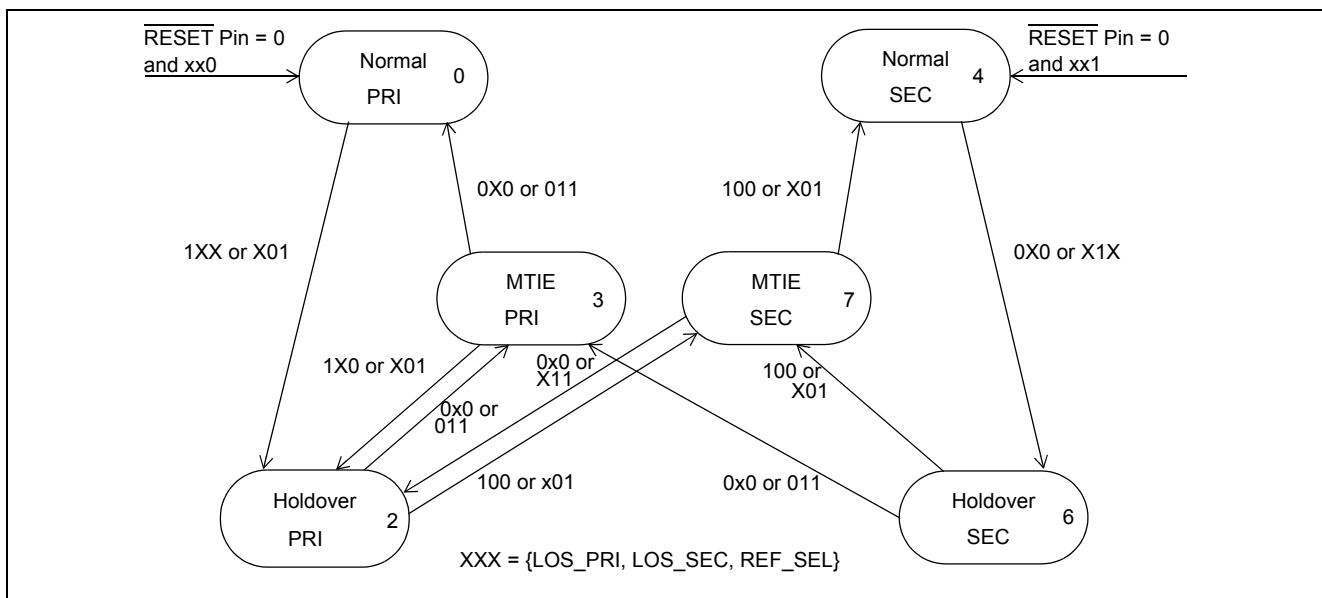 RESET Pin = 0
and xx0
Normal
PRI
0
Normal
SEC
4
RESET Pin = 0
and xx1
0X0 or 011
100 or X01
1XX or X01
0X0 or X1X
MTIE
PRI
3
MTIE
SEC
7
1X0 or X01
0x0 or
X11
100 or
X01
0x0 or
011
100 or x01
0x0 or 011
Holdover
PRI
2
Holdover
SEC
6
XXX = {LOS_PRI, LOS_SEC, REF_SEL}